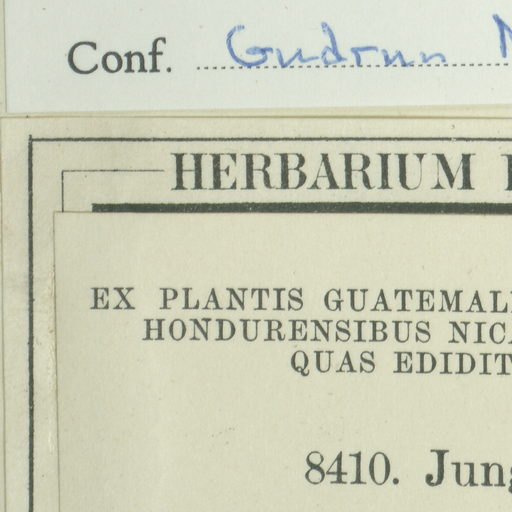 Conf. Gudrun
HERBARIUM
EX PLANTIS GUATEMAL
HONDURENSIBUS NICA
QUAS EDIDIT
8410. Jung